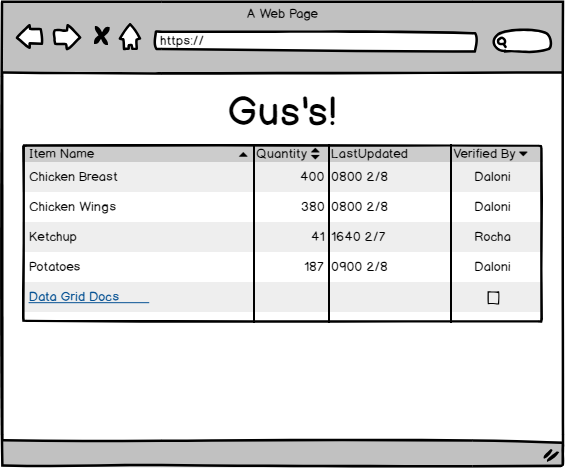 A Web Page
https://
Gus's!
Item Name Quantity LastUpdated Verified By
Chicken Breast 400 0800 2/8 Daloni
Chicken Wings 380 0800 2/8 Daloni
Ketchup 41 1640 2/7 Rocha
Potatoes 187 0900 2/8 Daloni
Data Grid Docs